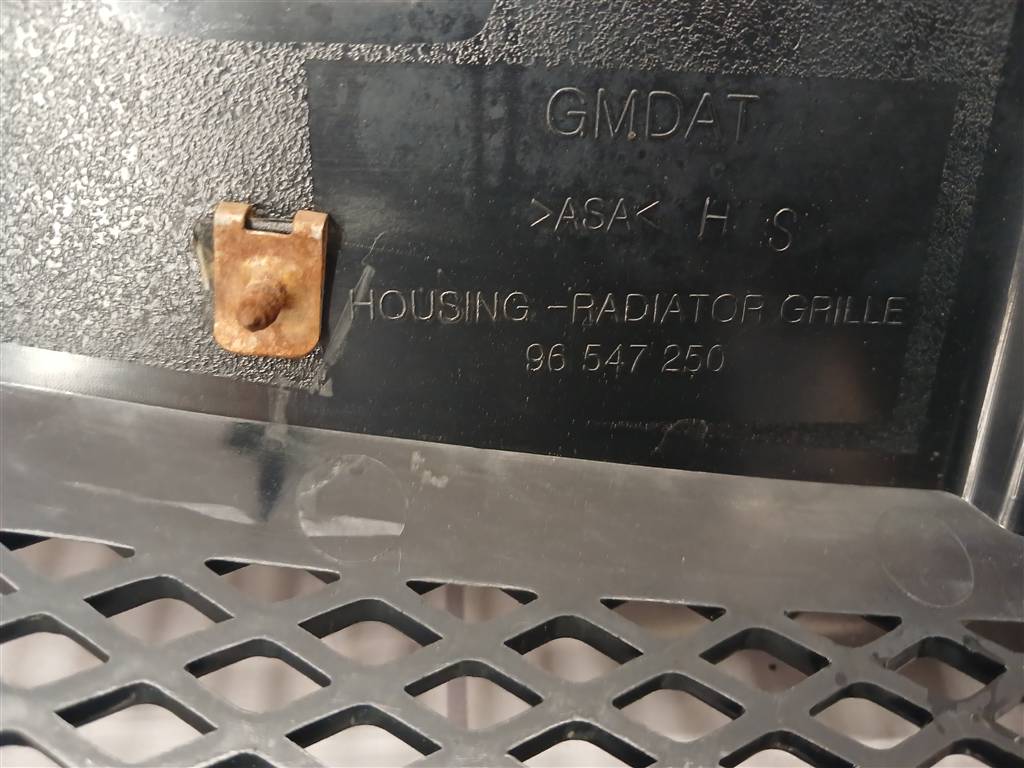 GMDAT
>ASA< H S
HOUSING -RADIATOR GRILLE
96 547 250